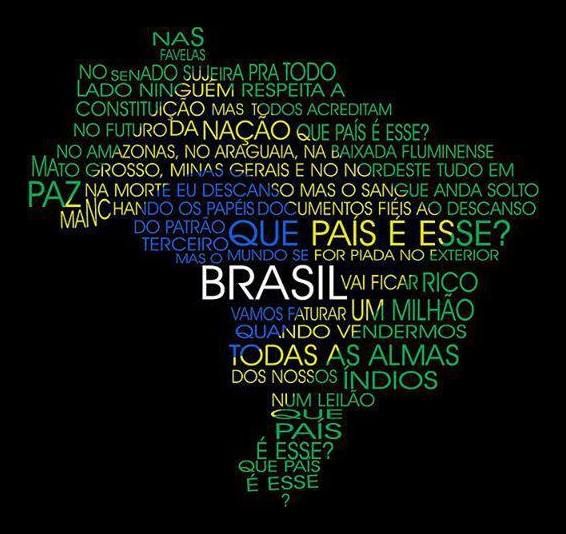 NAS
FAVELAS
NO SENADO SUJEIRA PRA TODO
LADO NINGUÉM RESPEITA A
CONSTITUIÇÃO MAS TODOS ACREDITAM
NO FUTURO DA NAÇÃO QUE PAÍS É ESSE?
NO AMAZONAS, NO ARAGUAIA, NA BAIXADA FLUMINENSE
MATO GROSSO, MINAS GERAIS E NO NORDESTE TUDO EM
PAZ NA MORTE EU DESCANSO MAS O SANGUE ANDA SOLTO
MANCHANDO OS PAPÉIS DOCUMENTOS FIÉIS AO DESCANSO
DO PATRÃO QUE PAÍS É ESSE?
TERCEIRO
MAS O MUNDO SE FOR PIADA NO EXTERIOR
BRASIL VAI FICAR RICO
VAMOS FATURAR UM MILHÃO
QUANDO VENDERMOS
TODAS AS ALMAS
DOS NOSSOS ÍNDIOS
NUM LEILÃO
QUE
PAÍS
É ESSE?
QUE PAÍS
É ESSE
?